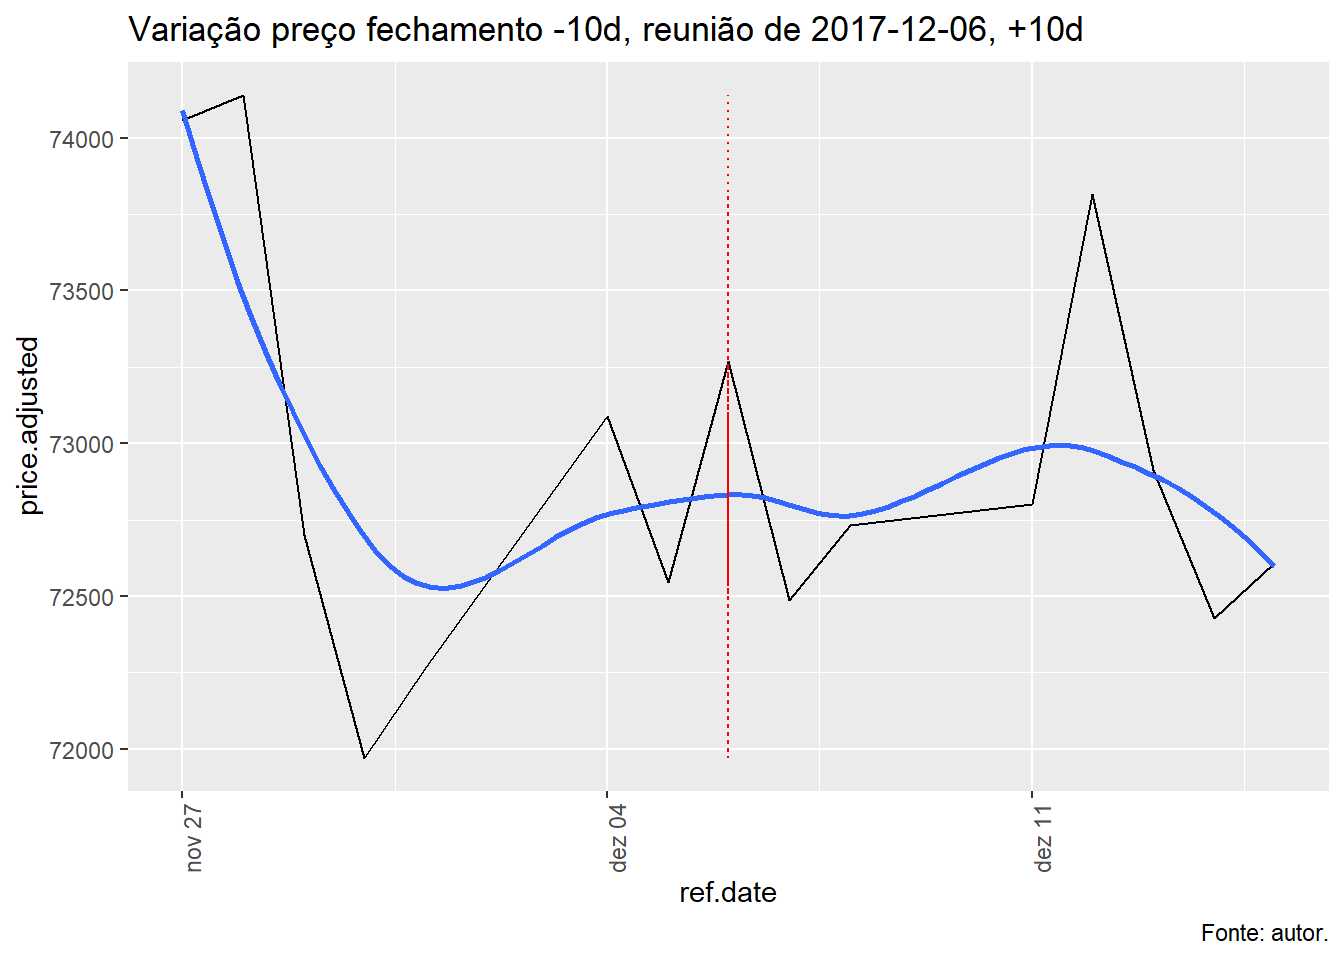 Variação preço fechamento -10d, reunião de 2017-12-06, +10d
74000
73500
73000
72500
72000
price.adjusted
nov 27
dez 04
dez 11
ref.date
Fonte: autor.